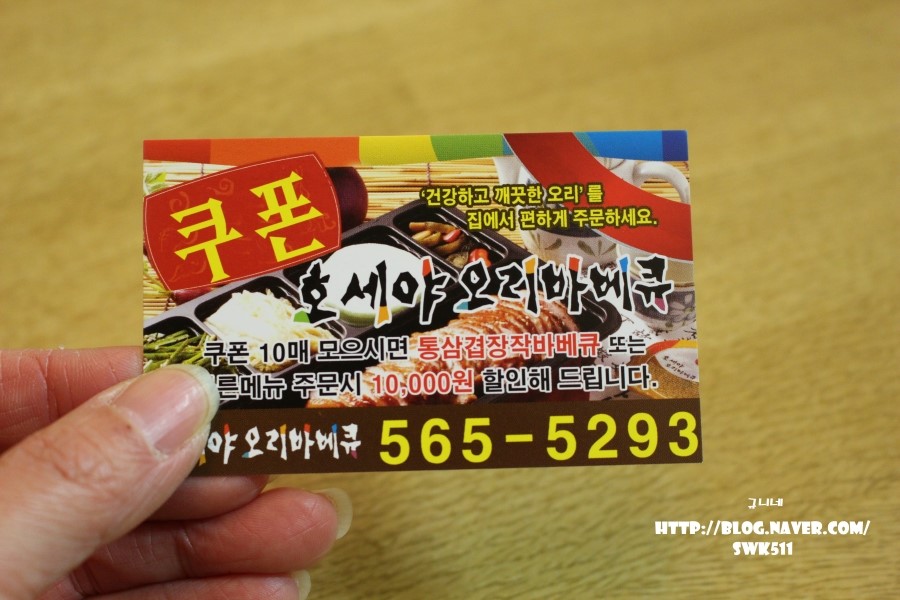 쿠폰
'건강하고 깨끗한 오리'를
집에서 편하게 주문하세요.
호세야 오리바베큐
쿠폰 10매 모으시면 통삼겹장작바베큐 또는
른메뉴 주문시 10,000원 할인해 드립니다.
야 오리바베큐 565-5293
그니네
HTTP://BLOG.NAVER.COM/
SWK511